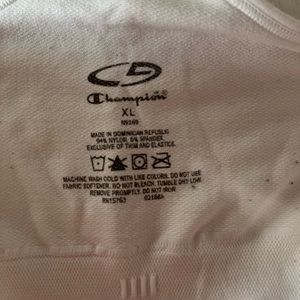 Champion
XL
N9169
MADE IN DOMINICAN REPUBLIC
94% NYLON, 6% SPANDEX
EXCLUSIVE OF TRIM AND ELASTICS.
MACHINE WASH COLD WITH LIKE COLORS. DO NOT USE
FABRIC SOFTENER. DO NOT BLEACH. TUMBLE DRY LOW.
REMOVE PROMPTLY. DO NOT IRON.
RN15763